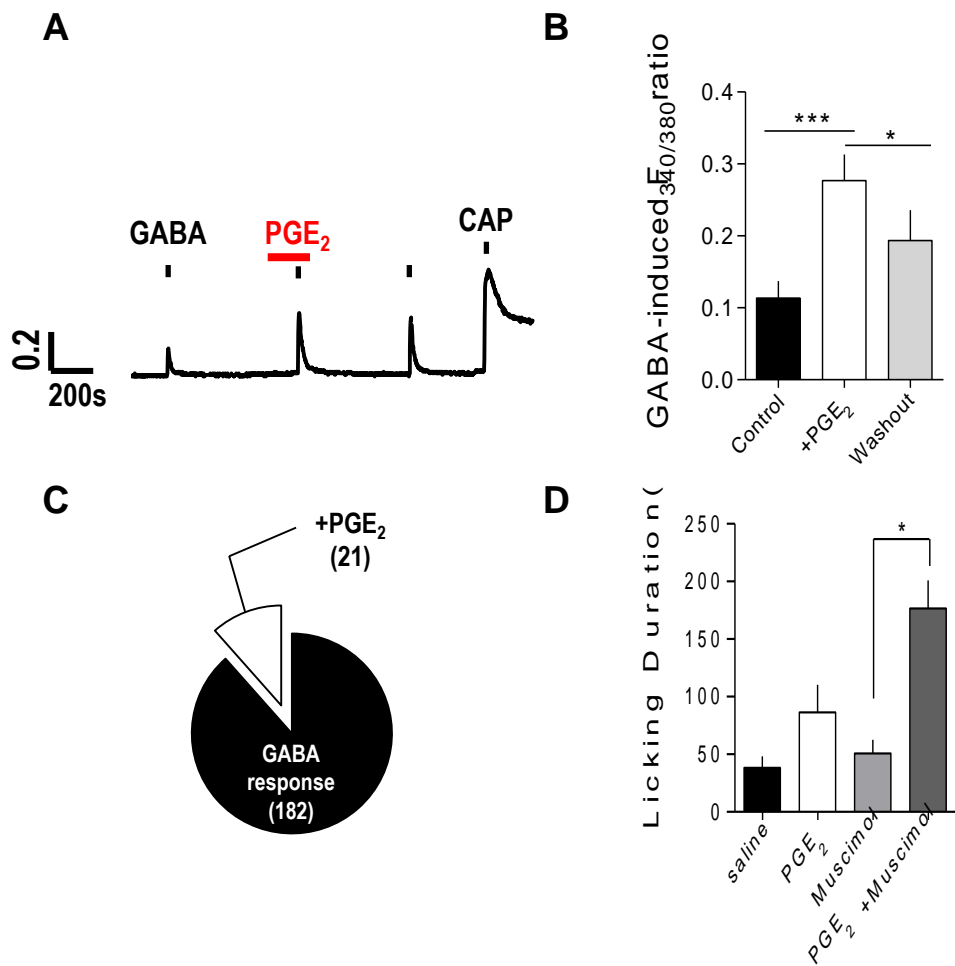 A
GABA
PGE₂
CAP
0.2
200s
B
GABA-induced F340/380 ratio
0.4
0.3
0.2
0.1
0.0
***
*
Control
+PGE₂
Washout
C
+PGE₂
(21)
GABA
response
(182)
D
Licking Duration(
250
200
150
100
50
0
*
saline
PGE₂
Muscimol
PGE₂ +Muscimol